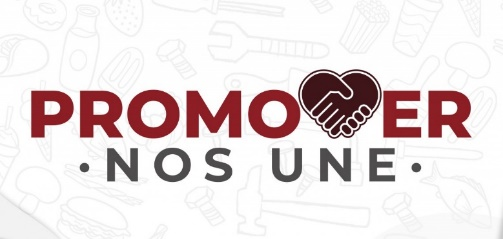 PROMOVER
• NOS UNE •